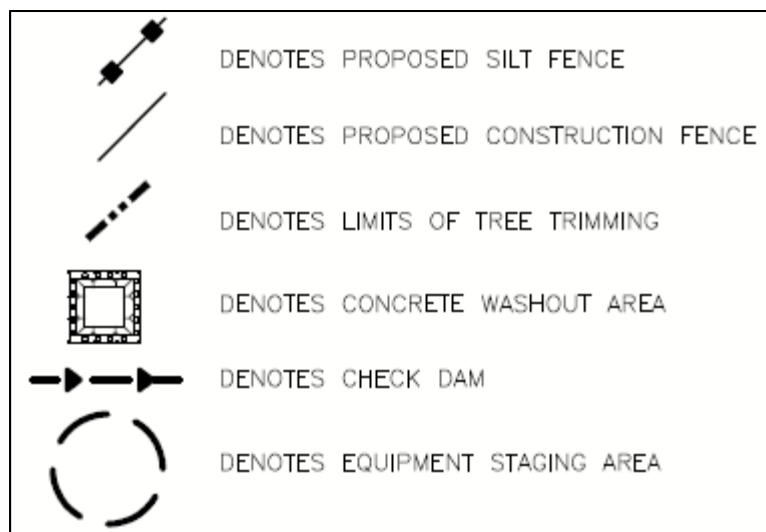 DENOTES PROPOSED SILT FENCE
DENOTES PROPOSED CONSTRUCTION FENCE
DENOTES LIMITS OF TREE TRIMMING
DENOTES CONCRETE WASHOUT AREA
DENOTES CHECK DAM
DENOTES EQUIPMENT STAGING AREA